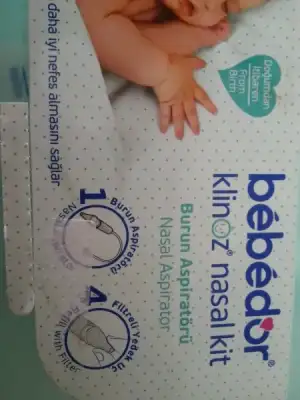 bébédor®
klinoz® nasal kit
Burun Aspiratörü
Nasal Aspirator
Doğumdan
İtibaren
From
Birth
daha iyi nefes almasını sağlar
1
Burun Aspiratörü
4
Filtreli Yedek Uç
Refill with Filter